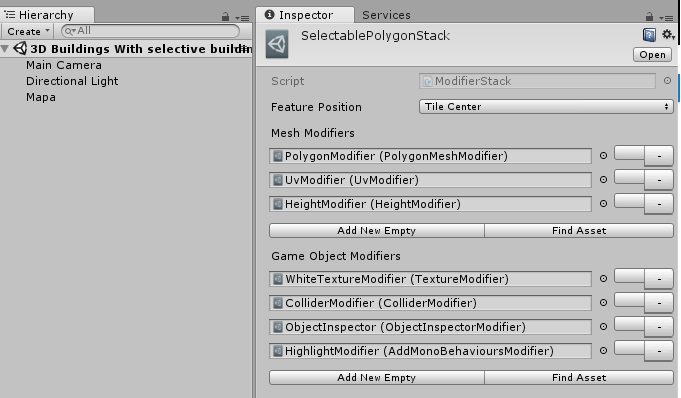 Hierarchy
Create
All
3D Buildings With selective buildin
Main Camera
Directional Light
Mapa
Inspector
Services
SelectablePolygonStack
Open
Script
ModifierStack
Feature Position
Tile Center
Mesh Modifiers
PolygonModifier (PolygonMeshModifier)
-
UvModifier (UvModifier)
-
HeightModifier (HeightModifier)
-
Add New Empty
Find Asset
Game Object Modifiers
WhiteTextureModifier (TextureModifier)
-
ColliderModifier (ColliderModifier)
-
ObjectInspector (ObjectInspectorModifier)
-
HighlightModifier (AddMonoBehavioursModifier)
-
Add New Empty
Find Asset